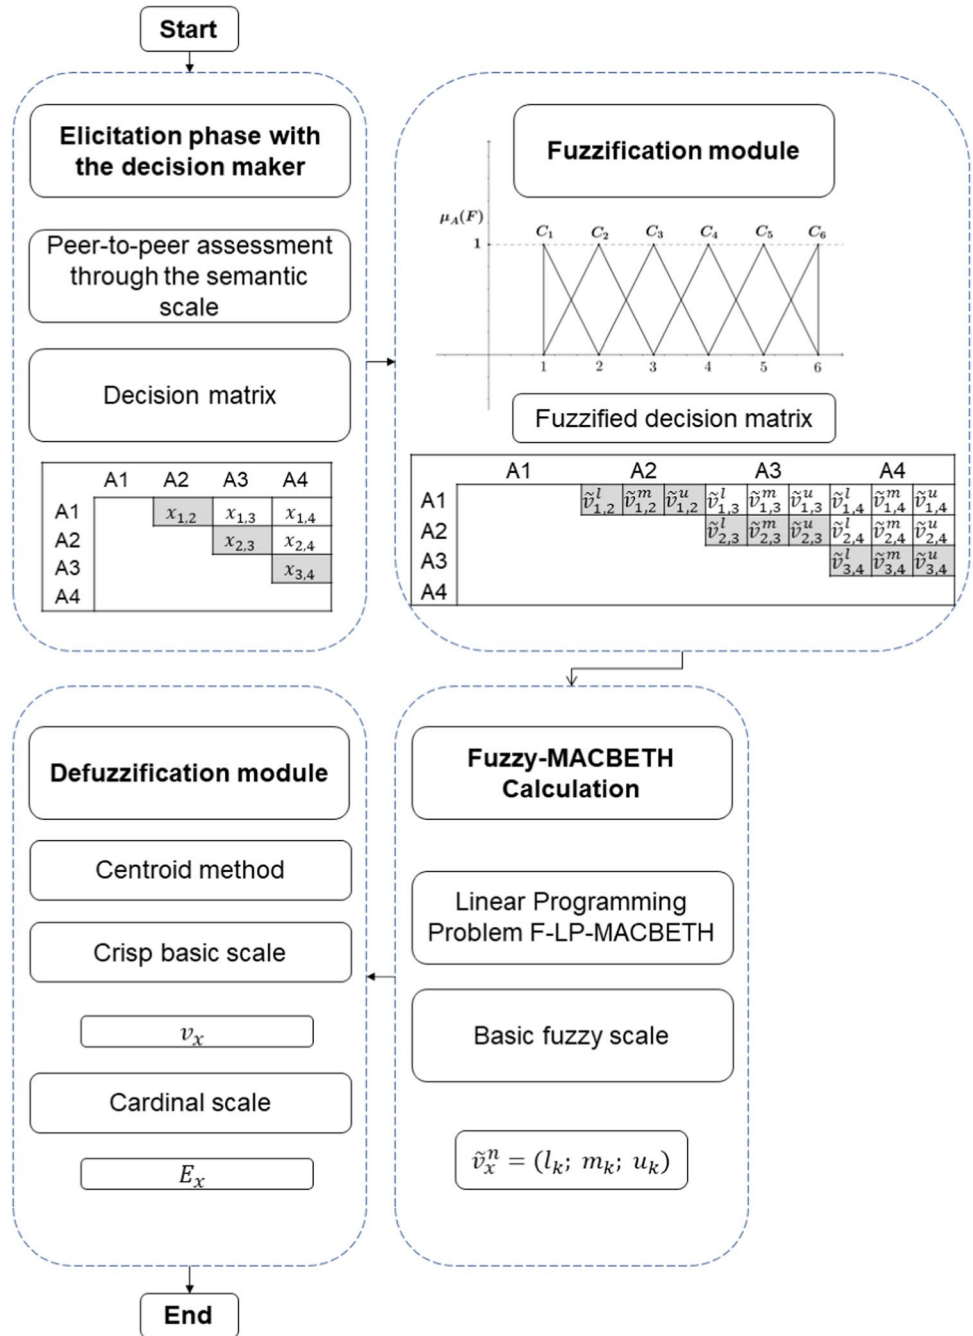 Start
Elicitation phase with
the decision maker
Peer-to-peer assessment
through the semantic
scale
Decision matrix
A1 A2 A3 A4
A1 x₁,₂ x₁,₃ x₁,₄
A2 x₂,₃ x₂,₄
A3 x₃,₄
A4
Fuzzification module
μ_A(F)
C₁ C₂ C₃ C₄ C₅ C₆
1
1 2 3 4 5 6
Fuzzified decision matrix
A1 A2 A3 A4
A1 ṽˡ₁,₂ ṽᵐ₁,₂ ṽᵘ₁,₂ ṽˡ₁,₃ ṽᵐ₁,₃ ṽᵘ₁,₃ ṽˡ₁,₄ ṽᵐ₁,₄ ṽᵘ₁,₄
A2 ṽˡ₂,₃ ṽᵐ₂,₃ ṽᵘ₂,₃ ṽˡ₂,₄ ṽᵐ₂,₄ ṽᵘ₂,₄
A3 ṽˡ₃,₄ ṽᵐ₃,₄ ṽᵘ₃,₄
A4
Fuzzy-MACBETH
Calculation
Linear Programming
Problem F-LP-MACBETH
Basic fuzzy scale
ṽₓⁿ = (lₖ; mₖ; uₖ)
Defuzzification module
Centroid method
Crisp basic scale
vₓ
Cardinal scale
Eₓ
End